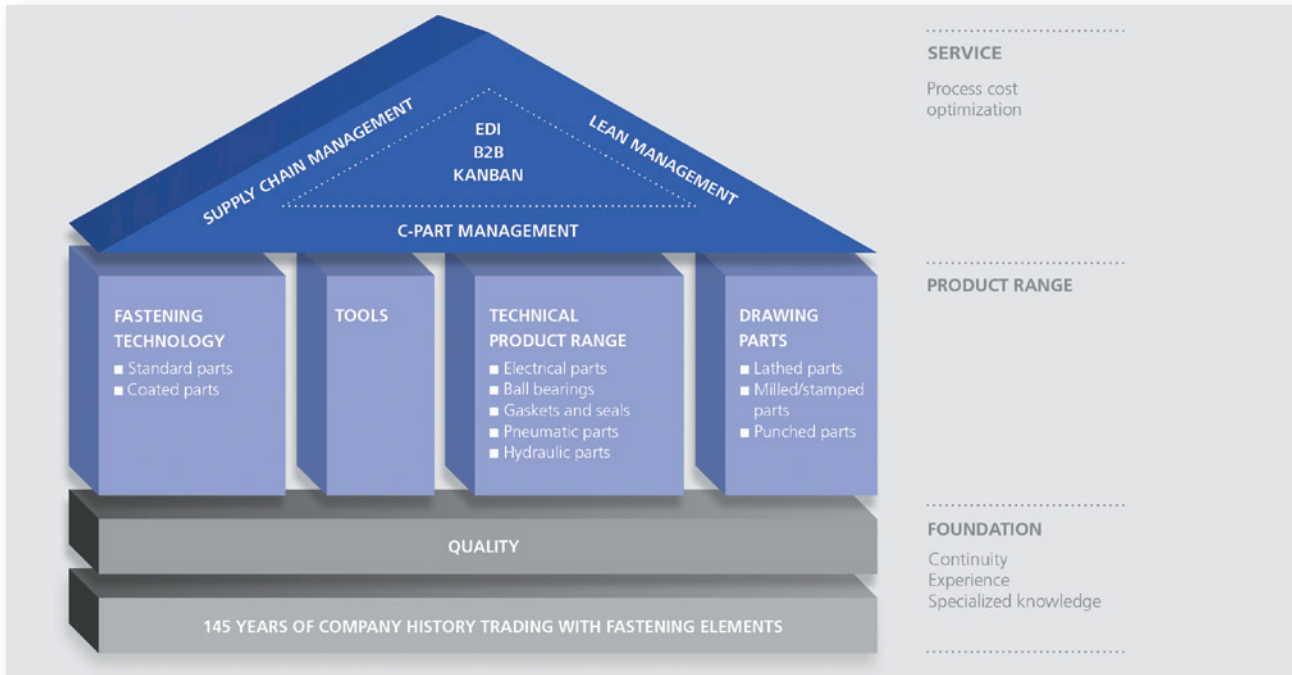 SUPPLY CHAIN MANAGEMENT
LEAN MANAGEMENT
EDI
B2B
KANBAN
C-PART MANAGEMENT
SERVICE
Process cost
optimization
FASTENING
TECHNOLOGY
■ Standard parts
■ Coated parts
TOOLS
TECHNICAL
PRODUCT RANGE
■ Electrical parts
■ Ball bearings
■ Gaskets and seals
■ Pneumatic parts
■ Hydraulic parts
DRAWING
PARTS
■ Lathed parts
■ Milled/stamped
parts
■ Punched parts
PRODUCT RANGE
QUALITY
145 YEARS OF COMPANY HISTORY TRADING WITH FASTENING ELEMENTS
FOUNDATION
Continuity
Experience
Specialized knowledge